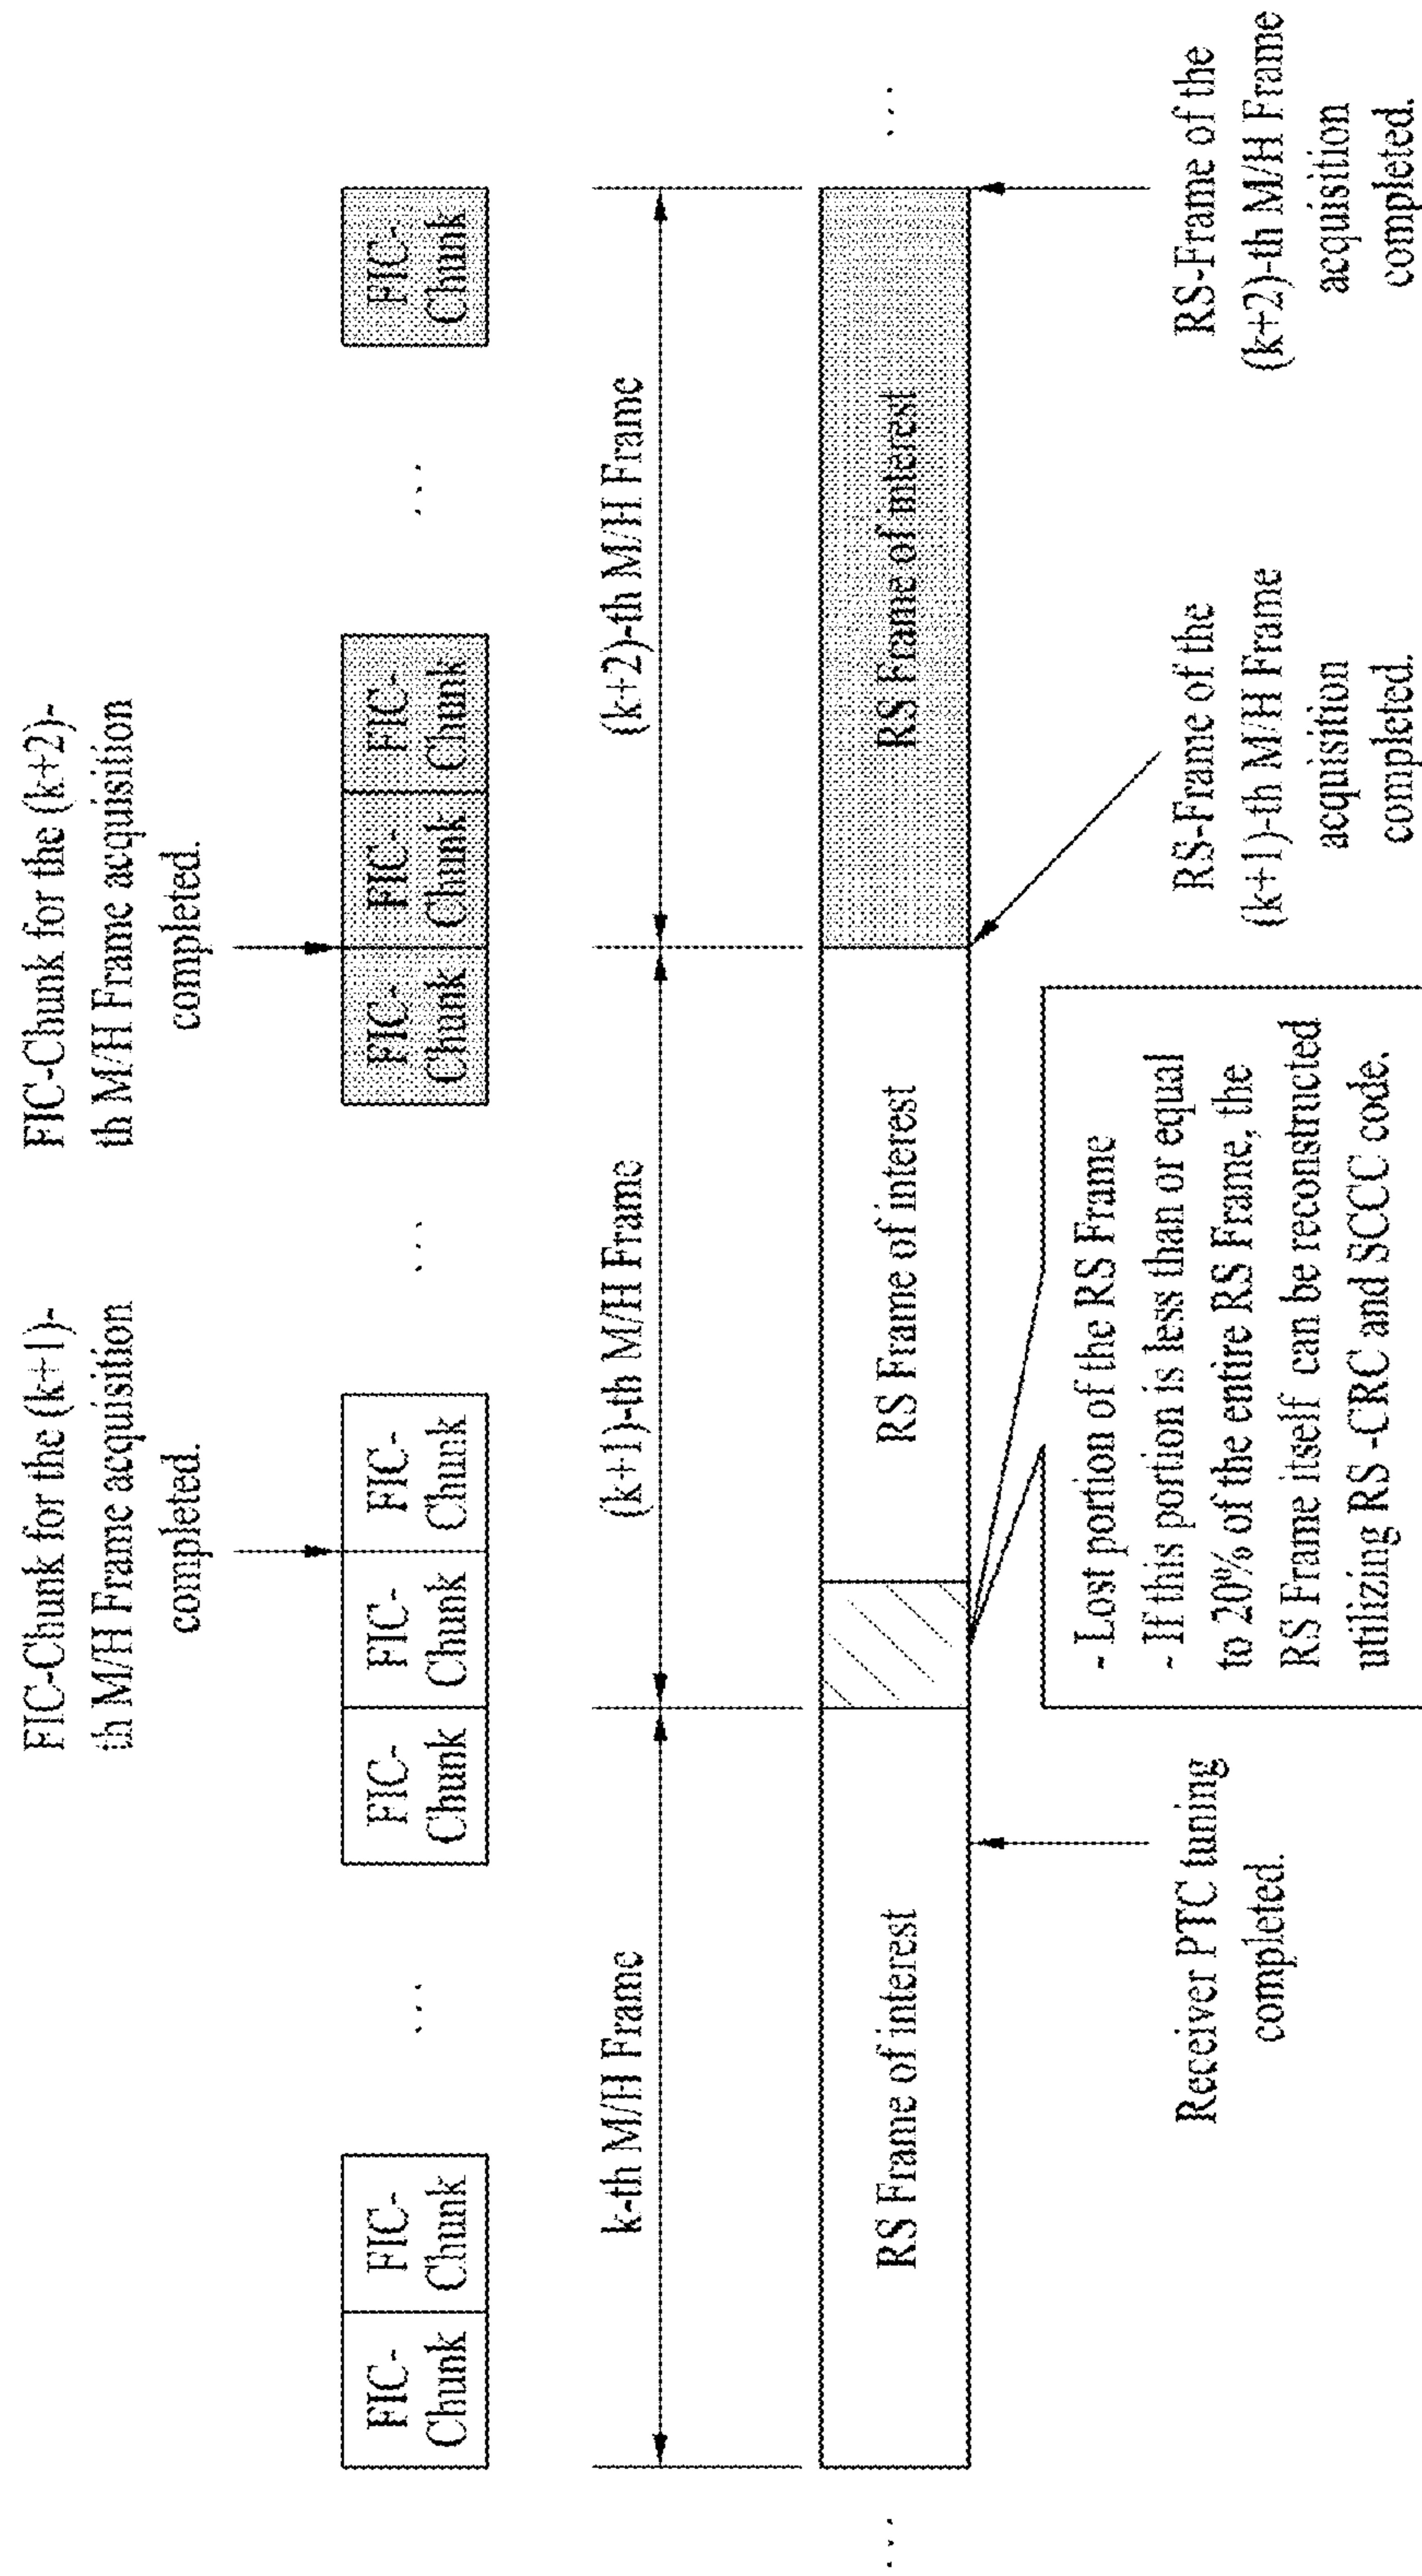 FIC-Chunk for the (k+1)-
th M/H Frame acquisition
completed.
FIC-Chunk for the (k+2)-
th M/H Frame acquisition
completed.
FIC-
Chunk
FIC-
Chunk
...
FIC-
Chunk
FIC-
Chunk
FIC-
Chunk
...
FIC-
Chunk
FIC-
Chunk
FIC-
Chunk
...
FIC-
Chunk
k-th M/H Frame
(k+1)-th M/H Frame
(k+2)-th M/H Frame
...
RS Frame of interest
RS Frame of interest
RS Frame of interest
...
Receiver PTC tuning
completed.
- Lost portion of the RS Frame
- If this portion is less than or equal
to 20% of the entire RS Frame, the
RS Frame itself can be reconstructed
utilizing RS -CRC and SCCC code.
RS-Frame of the
(k+1)-th M/H Frame
acquisition
completed.
RS-Frame of the
(k+2)-th M/H Frame
acquisition
completed.